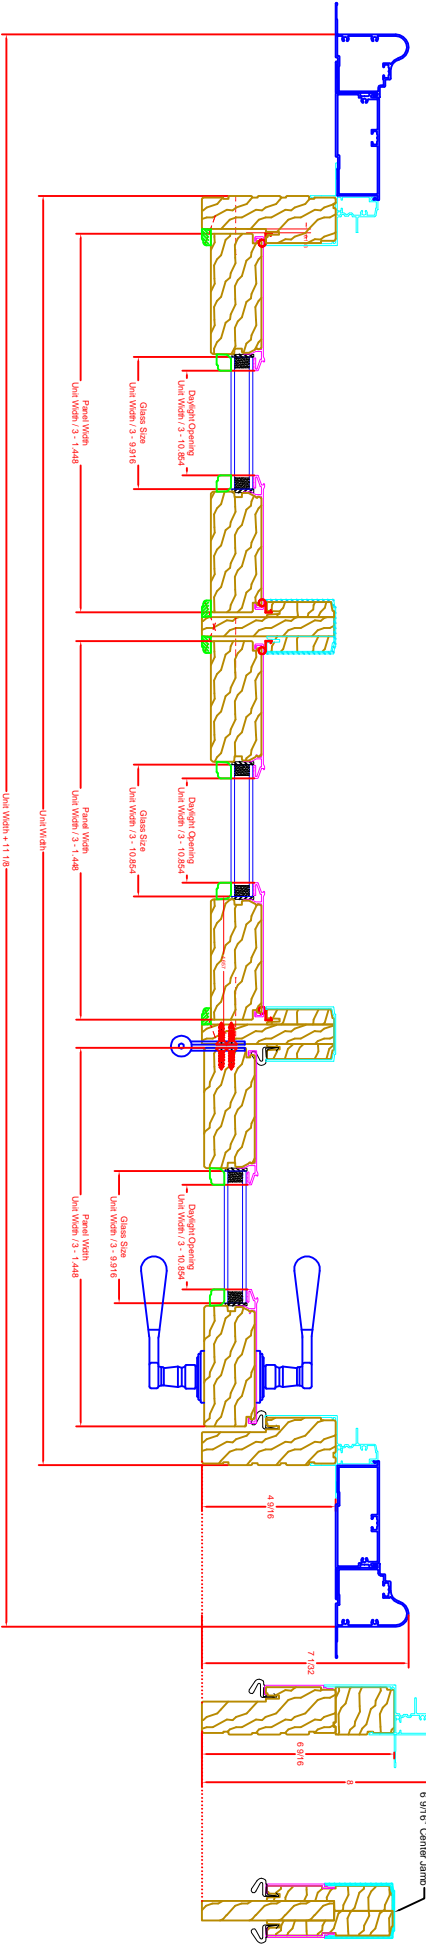 Daylight Opening
Unit Width / 3 - 10.854
Glass Size
Unit Width / 3 - 9.916
Panel Width
Unit Width / 3 - 1.448
Daylight Opening
Unit Width / 3 - 10.854
Glass Size
Unit Width / 3 - 10.854
Panel Width
Unit Width / 3 - 1.448
Daylight Opening
Unit Width / 3 - 10.854
Glass Size
Unit Width / 3 - 9.916
Panel Width
Unit Width / 3 - 1.448
Unit Width
Unit Width + 11 1/8
4 9/16
7 1/32
6 9/16
8
6 9/16" Center Jamb